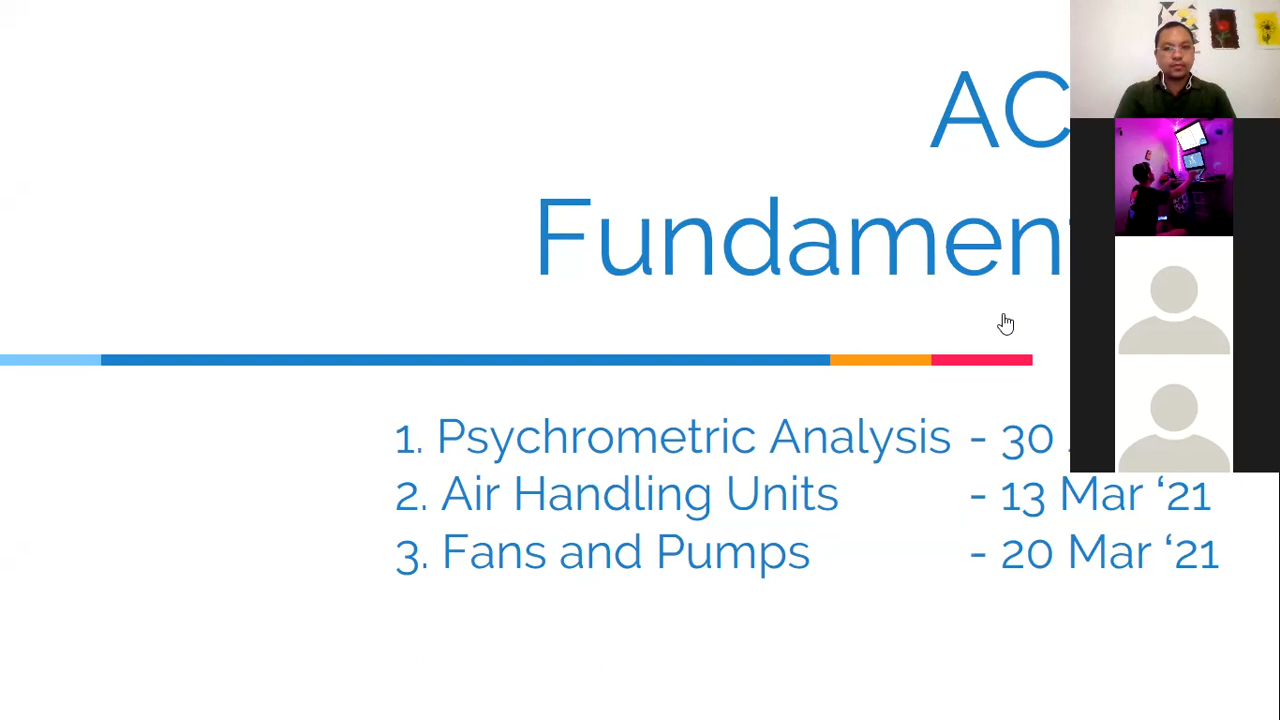 AC
Fundamen
1. Psychrometric Analysis - 30
2. Air Handling Units - 13 Mar ‘21
3. Fans and Pumps - 20 Mar ‘21